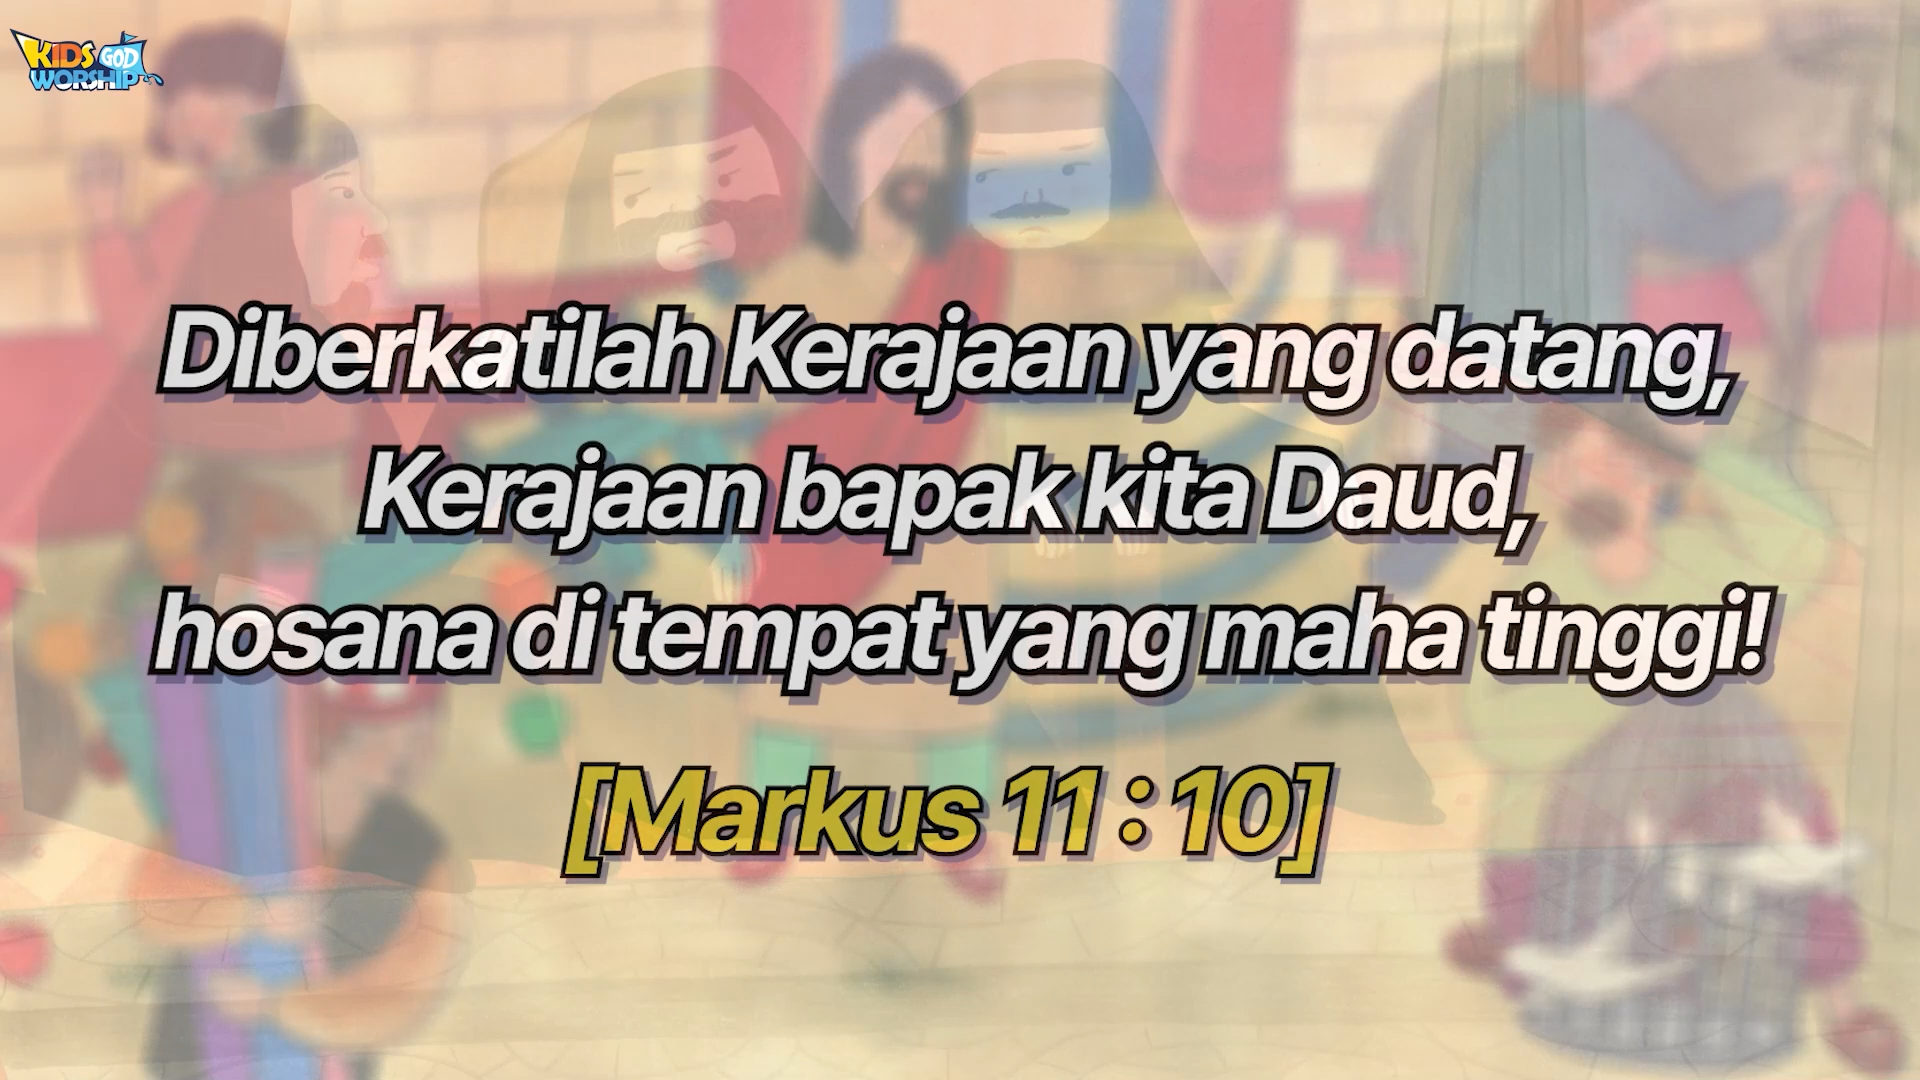 KIDS GOD
WORSHIP
Diberkatilah Kerajaan yang datang,
Kerajaan bapak kita Daud,
hosana di tempat yang maha tinggi!
[Markus 11 : 10]